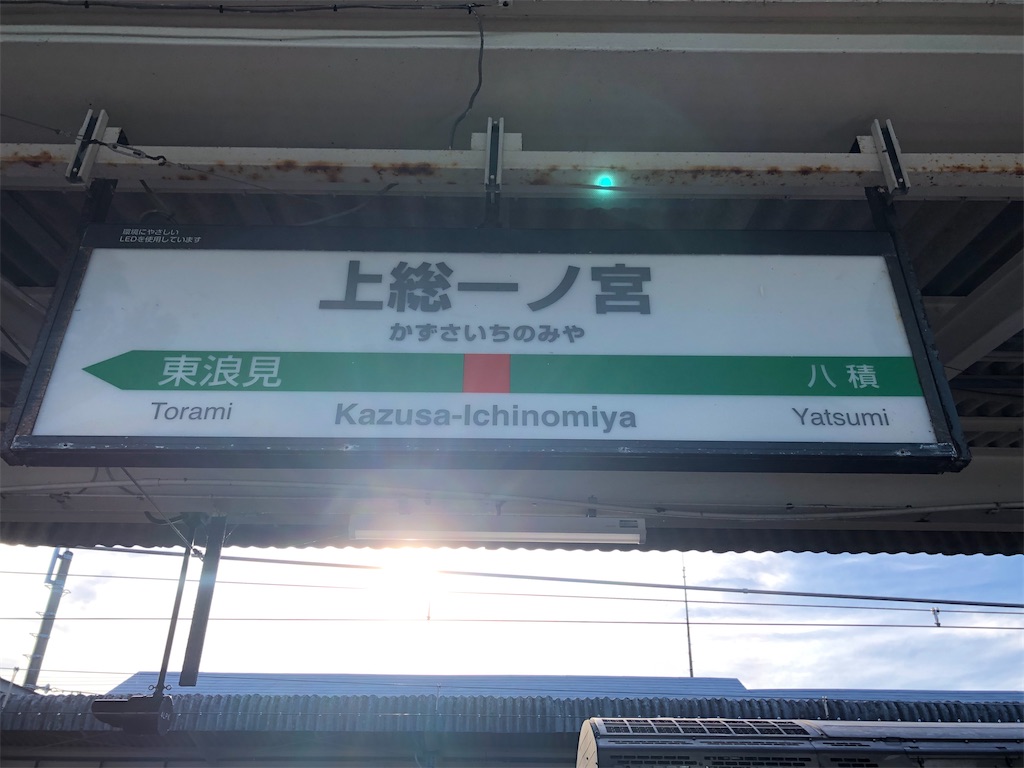 環境にやさしい
LEDを使用しています
上総一ノ宮
かずさいちのみや
東浪見 八積
Torami Kazusa-Ichinomiya Yatsumi